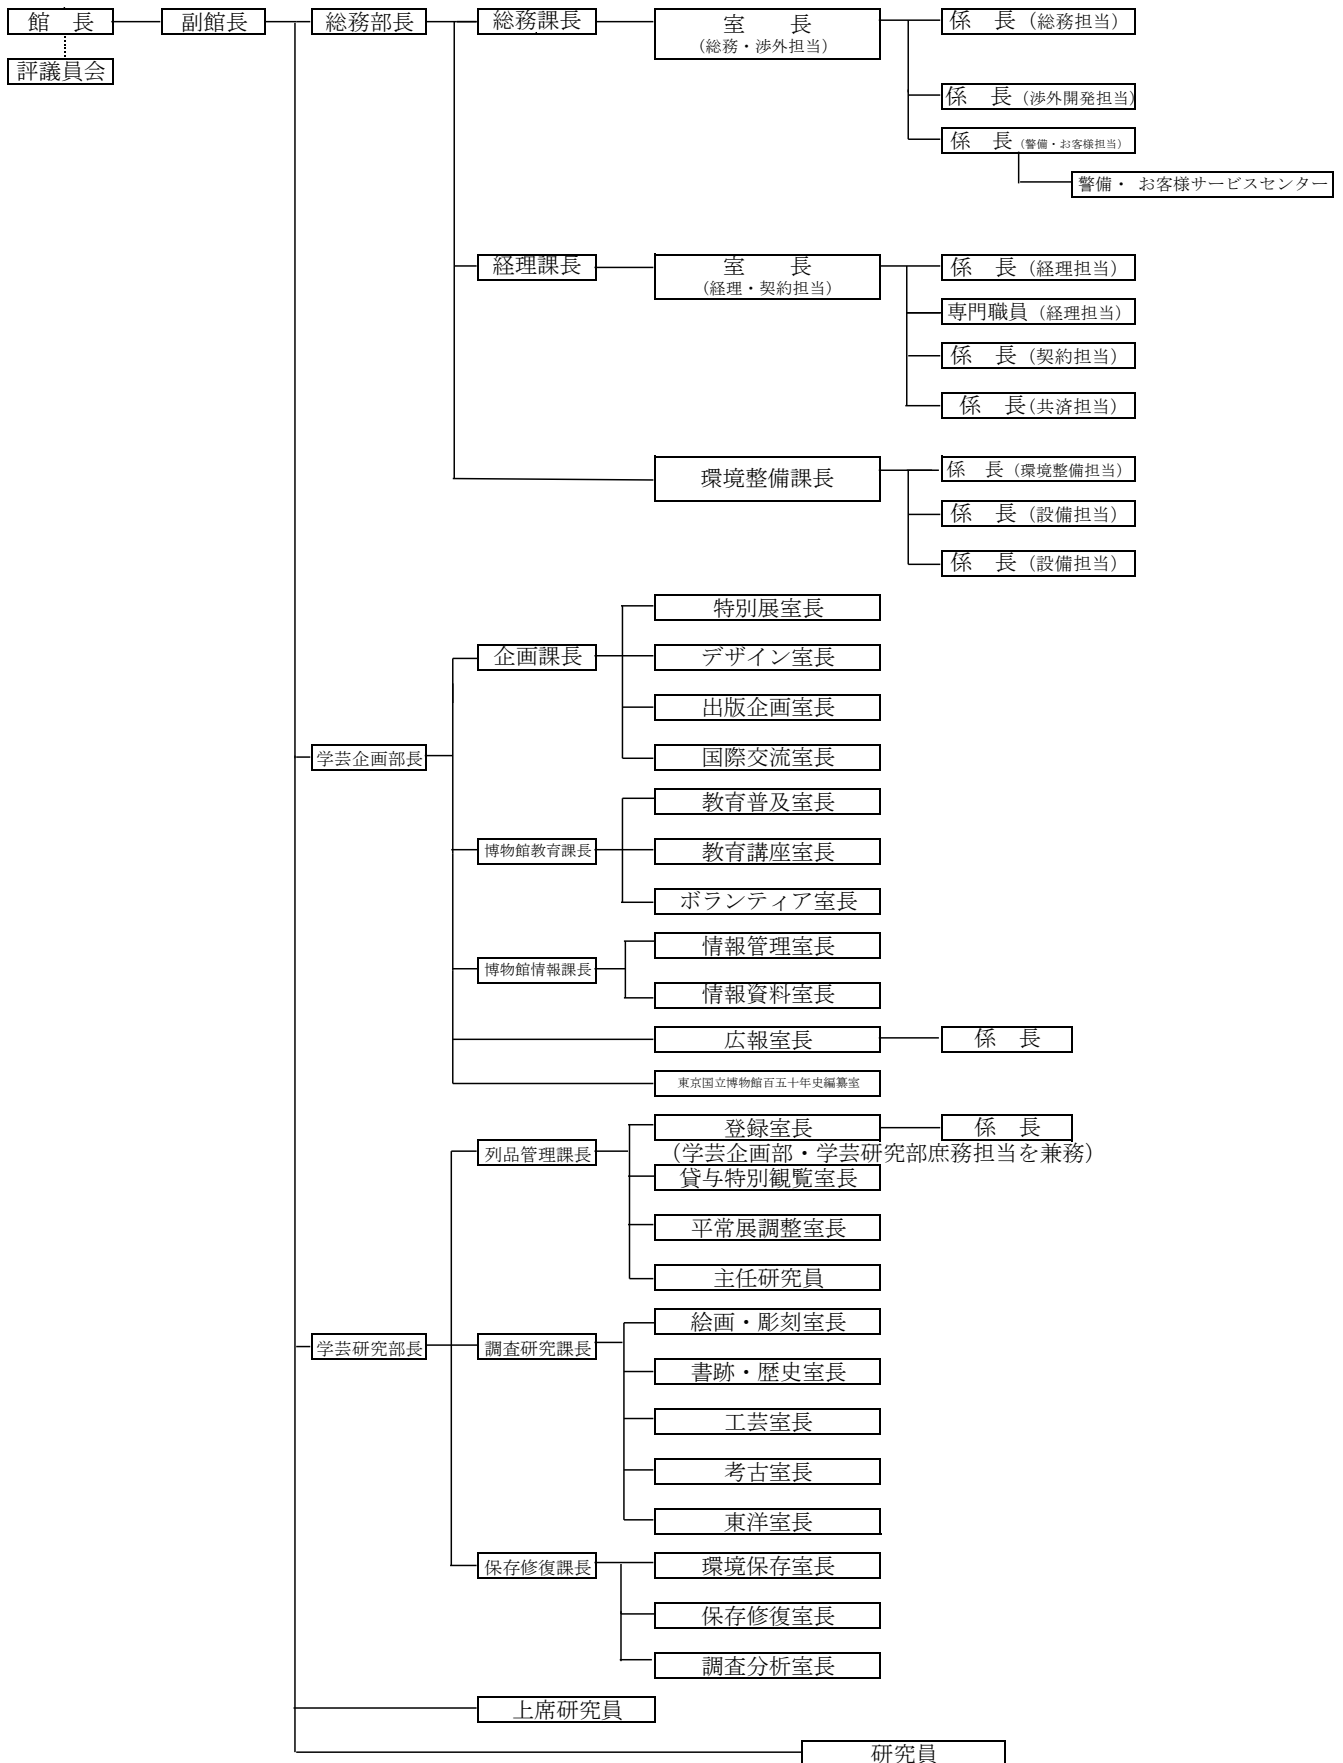 館　長
副館長
総務部長
総務課長
室　　長
（総務・渉外担当）
係　長（総務担当）
評議員会
係　長（渉外開発担当）
係　長（警備・お客様担当）
警備・ お客様サービスセンター
経理課長
室　　長
（経理・契約担当）
係　長（経理担当）
専門職員（経理担当）
係　長（契約担当）
係　長（共済担当）
環境整備課長
係　長（環境整備担当）
係　長（設備担当）
係　長（設備担当）
特別展室長
企画課長
デザイン室長
出版企画室長
学芸企画部長
国際交流室長
教育普及室長
博物館教育課長
教育講座室長
ボランティア室長
情報管理室長
博物館情報課長
情報資料室長
広報室長
係　長
東京国立博物館百五十年史編纂室
登録室長
係　長
列品管理課長
（学芸企画部・学芸研究部庶務担当を兼務）
貸与特別観覧室長
平常展調整室長
主任研究員
絵画・彫刻室長
学芸研究部長
調査研究課長
書跡・歴史室長
工芸室長
考古室長
東洋室長
保存修復課長
環境保存室長
保存修復室長
調査分析室長
上席研究員
研究員